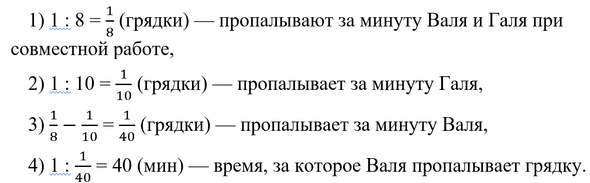 1) 1 : 8 = 1/8 (грядки) — пропалывают за минуту Валя и Галя при
совместной работе,
2) 1 : 10 = 1/10 (грядки) — пропалывает за минуту Галя,
3) 1/8 − 1/10 = 1/40 (грядки) — пропалывает за минуту Валя,
4) 1 : 1/40 = 40 (мин) — время, за которое Валя пропалывает грядку.